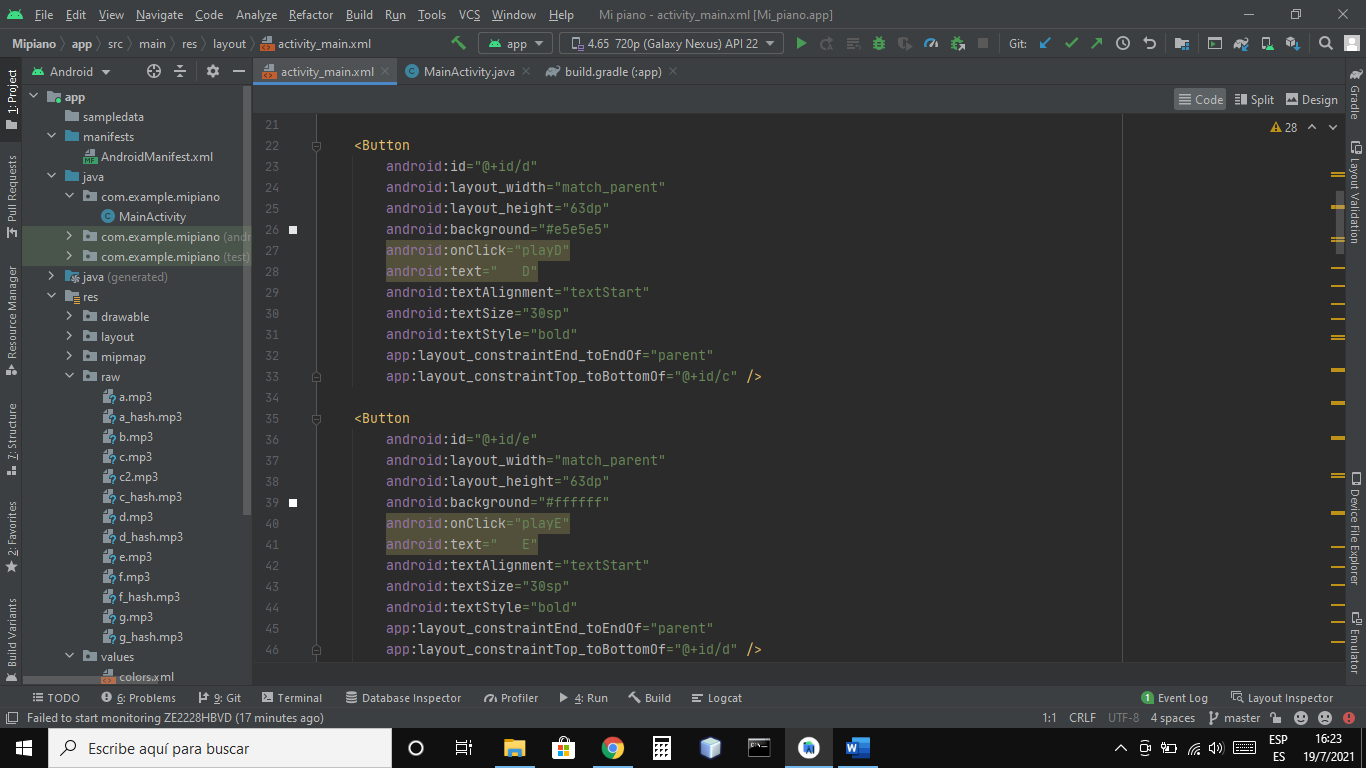 File Edit View Navigate Code Analyze Refactor Build Run Tools VCS Window Help Mi piano - activity_main.xml [Mi_piano.app]
Mipiano app src main res layout activity_main.xml app 4.65 720p (Galaxy Nexus) API 22 Git:
Android activity_main.xml MainActivity.java build.gradle (:app)
Code Split Design
1: Project
Pull Requests
Resource Manager
7: Structure
2: Favorites
Build Variants
app
sampledata
manifests
AndroidManifest.xml
java
com.example.mipiano
MainActivity
com.example.mipiano (andr
com.example.mipiano (test)
java (generated)
res
drawable
layout
mipmap
raw
a.mp3
a_hash.mp3
b.mp3
c.mp3
c2.mp3
c_hash.mp3
d.mp3
d_hash.mp3
e.mp3
f.mp3
f_hash.mp3
g.mp3
g_hash.mp3
values
colors.xml
28
21
22 <Button
23 android:id="@+id/d"
24 android:layout_width="match_parent"
25 android:layout_height="63dp"
26 android:background="#e5e5e5"
27 android:onClick="playD"
28 android:text="   D"
29 android:textAlignment="textStart"
30 android:textSize="30sp"
31 android:textStyle="bold"
32 app:layout_constraintEnd_toEndOf="parent"
33 app:layout_constraintTop_toBottomOf="@+id/c" />
34
35 <Button
36 android:id="@+id/e"
37 android:layout_width="match_parent"
38 android:layout_height="63dp"
39 android:background="#ffffff"
40 android:onClick="playE"
41 android:text="   E"
42 android:textAlignment="textStart"
43 android:textSize="30sp"
44 android:textStyle="bold"
45 app:layout_constraintEnd_toEndOf="parent"
46 app:layout_constraintTop_toBottomOf="@+id/d" />
Gradle
Layout Validation
Device File Explorer
Emulator
TODO 6: Problems 9: Git Terminal Database Inspector Profiler 4: Run Build Logcat 1 Event Log Layout Inspector
Failed to start monitoring ZE2228HBVD (17 minutes ago) 1:1 CRLF UTF-8 4 spaces master
Escribe aquí para buscar
ESP
ES
16:23
19/7/2021